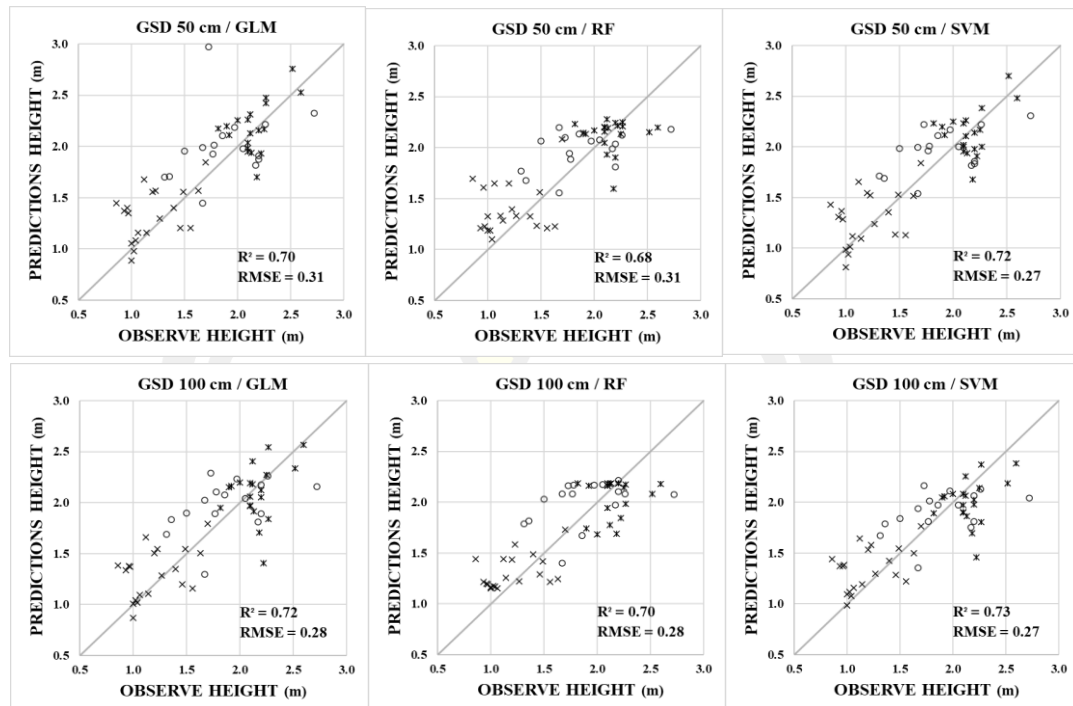 GSD 50 cm / GLM
PREDICTIONS HEIGHT (m)
3.0
2.5
2.0
1.5
1.0
0.5
R² = 0.70
RMSE = 0.31
0.5 1.0 1.5 2.0 2.5 3.0
OBSERVE HEIGHT (m)
GSD 50 cm / RF
PREDICTIONS HEIGHT (m)
3.0
2.5
2.0
1.5
1.0
0.5
R² = 0.68
RMSE = 0.31
0.5 1.0 1.5 2.0 2.5 3.0
OBSERVE HEIGHT (m)
GSD 50 cm / SVM
PREDICTIONS HEIGHT (m)
3.0
2.5
2.0
1.5
1.0
0.5
R² = 0.72
RMSE = 0.27
0.5 1.0 1.5 2.0 2.5 3.0
OBSERVE HEIGHT (m)
GSD 100 cm / GLM
PREDICTIONS HEIGHT (m)
3.0
2.5
2.0
1.5
1.0
0.5
R² = 0.72
RMSE = 0.28
0.5 1.0 1.5 2.0 2.5 3.0
OBSERVE HEIGHT (m)
GSD 100 cm / RF
PREDICTIONS HEIGHT (m)
3.0
2.5
2.0
1.5
1.0
0.5
R² = 0.70
RMSE = 0.28
0.5 1.0 1.5 2.0 2.5 3.0
OBSERVE HEIGHT (m)
GSD 100 cm / SVM
PREDICTIONS HEIGHT (m)
3.0
2.5
2.0
1.5
1.0
0.5
R² = 0.73
RMSE = 0.27
0.5 1.0 1.5 2.0 2.5 3.0
OBSERVE HEIGHT (m)